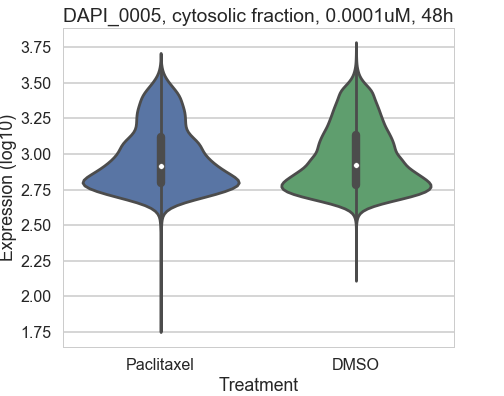 DAPI_0005, cytosolic fraction, 0.0001uM, 48h
Expression (log10)
3.75
3.50
3.25
3.00
2.75
2.50
2.25
2.00
1.75
Paclitaxel
DMSO
Treatment